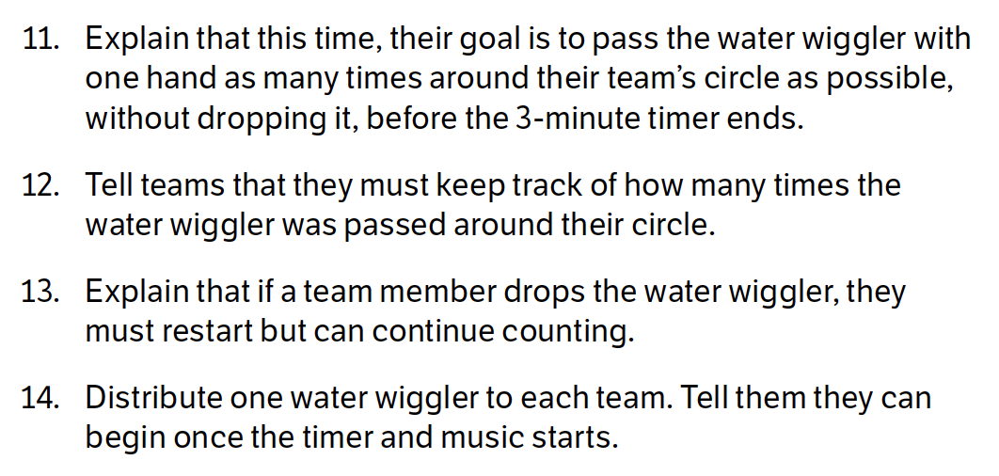 11. Explain that this time, their goal is to pass the water wiggler with
one hand as many times around their team’s circle as possible,
without dropping it, before the 3-minute timer ends.
12. Tell teams that they must keep track of how many times the
water wiggler was passed around their circle.
13. Explain that if a team member drops the water wiggler, they
must restart but can continue counting.
14. Distribute one water wiggler to each team. Tell them they can
begin once the timer and music starts.